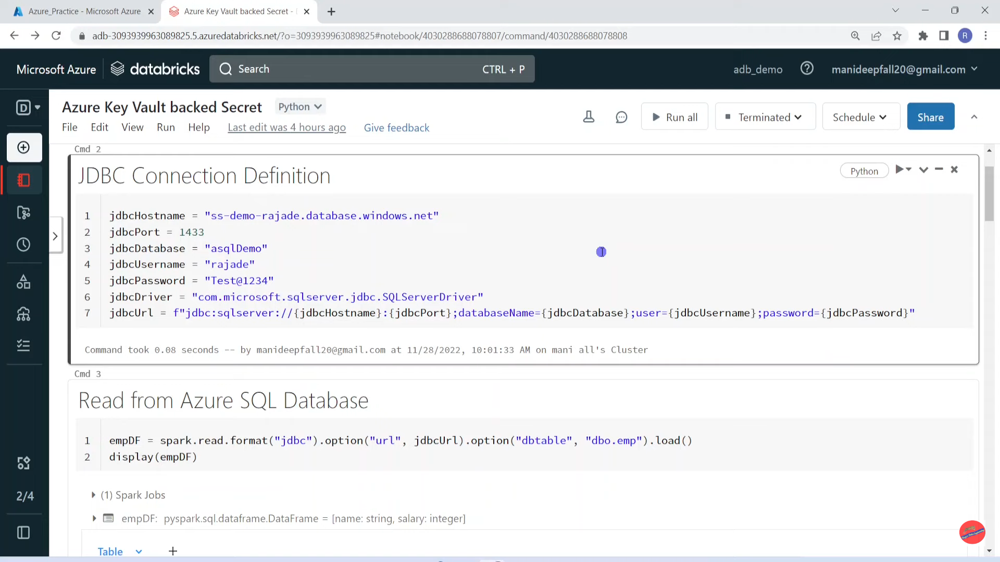 Azure_Practice - Microsoft Azure
Azure Key Vault backed Secret -
adb-3093939963089825.5.azuredatabricks.net/?o=3093939963089825#notebook/4030288688078807/command/4030288688078808
R
Microsoft Azure
databricks
Search
CTRL + P
adb_demo
manideepfall20@gmail.com
D
Azure Key Vault backed Secret
Python
File Edit View Run Help
Last edit was 4 hours ago
Give feedback
Run all
Terminated
Schedule
Share
Cmd 2
JDBC Connection Definition
Python
1 jdbcHostname = "ss-demo-rajade.database.windows.net"
2 jdbcPort = 1433
3 jdbcDatabase = "asqlDemo"
4 jdbcUsername = "rajade"
5 jdbcPassword = "Test@1234"
6 jdbcDriver = "com.microsoft.sqlserver.jdbc.SQLServerDriver"
7 jdbcUrl = f"jdbc:sqlserver://{jdbcHostname}:{jdbcPort};databaseName={jdbcDatabase};user={jdbcUsername};password={jdbcPassword}"
Command took 0.08 seconds -- by manideepfall20@gmail.com at 11/28/2022, 10:01:33 AM on mani all's Cluster
Cmd 3
Read from Azure SQL Database
1 empDF = spark.read.format("jdbc").option("url", jdbcUrl).option("dbtable", "dbo.emp").load()
2 display(empDF)
(1) Spark Jobs
empDF: pyspark.sql.dataframe.DataFrame = [name: string, salary: integer]
2/4
Table